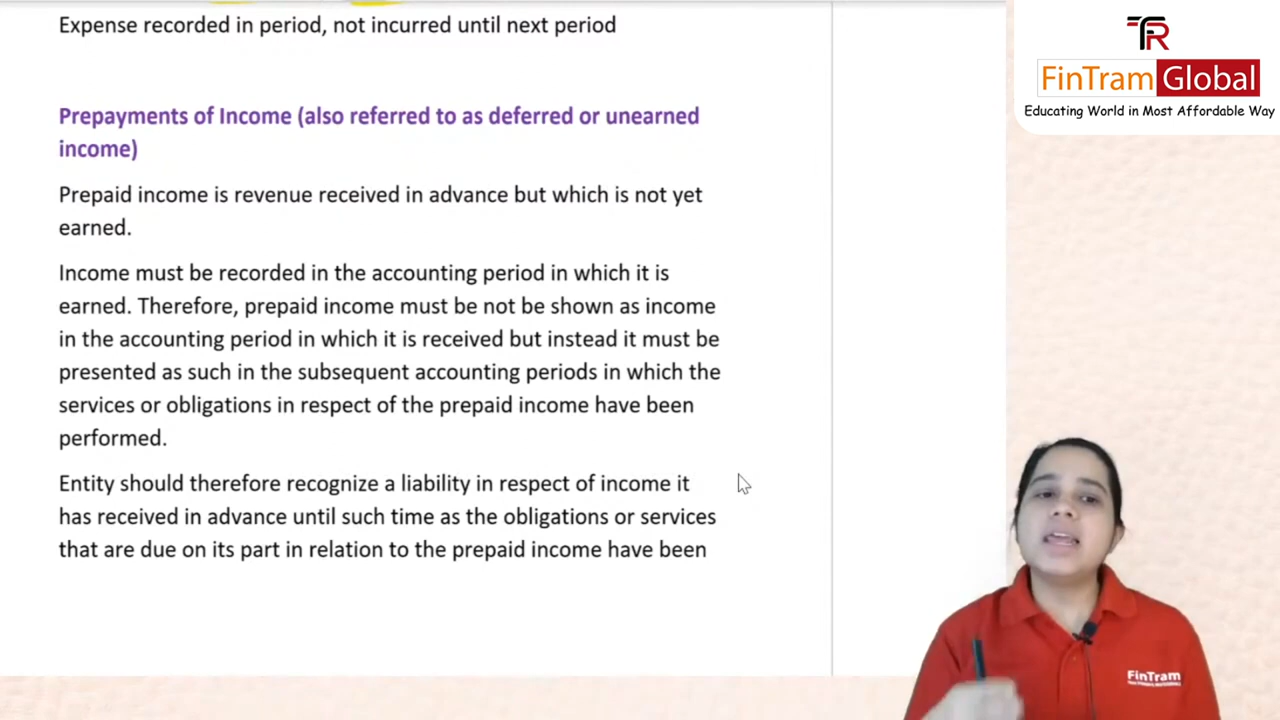 Expense recorded in period, not incurred until next period
Prepayments of Income (also referred to as deferred or unearned
income)
Prepaid income is revenue received in advance but which is not yet
earned.
Income must be recorded in the accounting period in which it is
earned. Therefore, prepaid income must be not be shown as income
in the accounting period in which it is received but instead it must be
presented as such in the subsequent accounting periods in which the
services or obligations in respect of the prepaid income have been
performed.
Entity should therefore recognize a liability in respect of income it
has received in advance until such time as the obligations or services
that are due on its part in relation to the prepaid income have been
TR
FinTram Global
Educating World in Most Affordable Way
FinTram